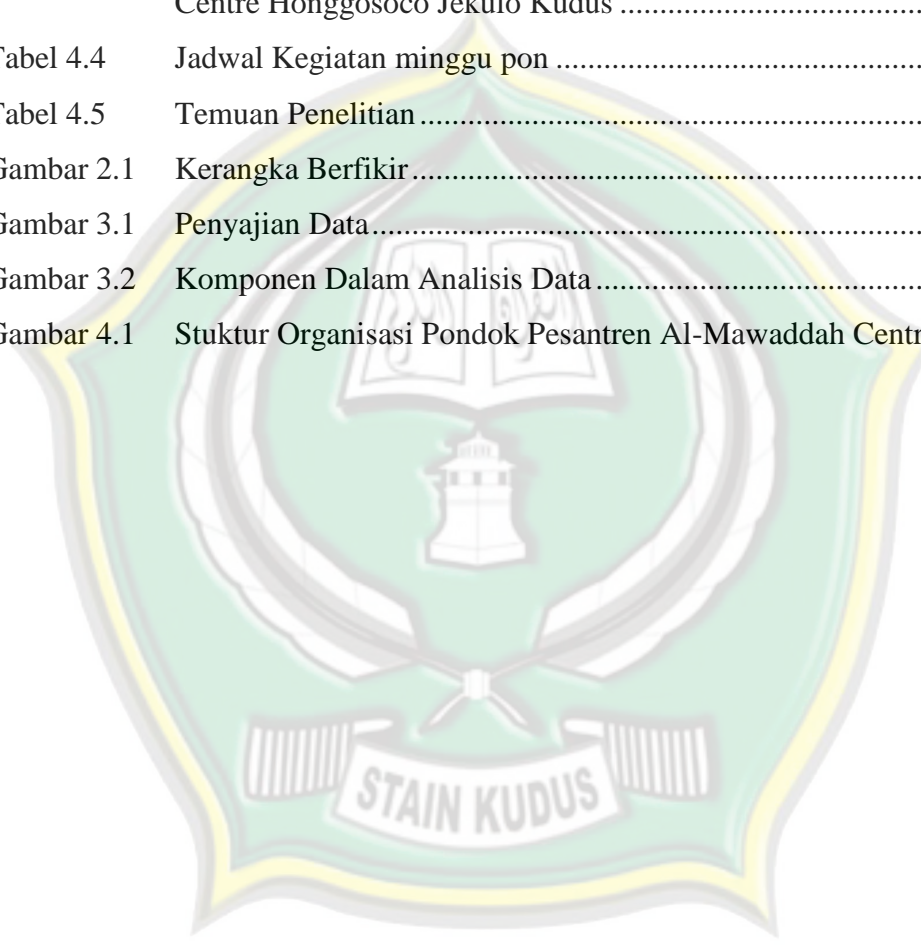 Centre Honggosoco Jekulo Kudus ....................................
Tabel 4.4 Jadwal Kegiatan minggu pon ..............................................
Tabel 4.5 Temuan Penelitian ...............................................................
Gambar 2.1 Kerangka Berfikir ................................................................
Gambar 3.1 Penyajian Data .....................................................................
Gambar 3.2 Komponen Dalam Analisis Data .........................................
Gambar 4.1 Stuktur Organisasi Pondok Pesantren Al-Mawaddah Centr
STAIN KUDUS